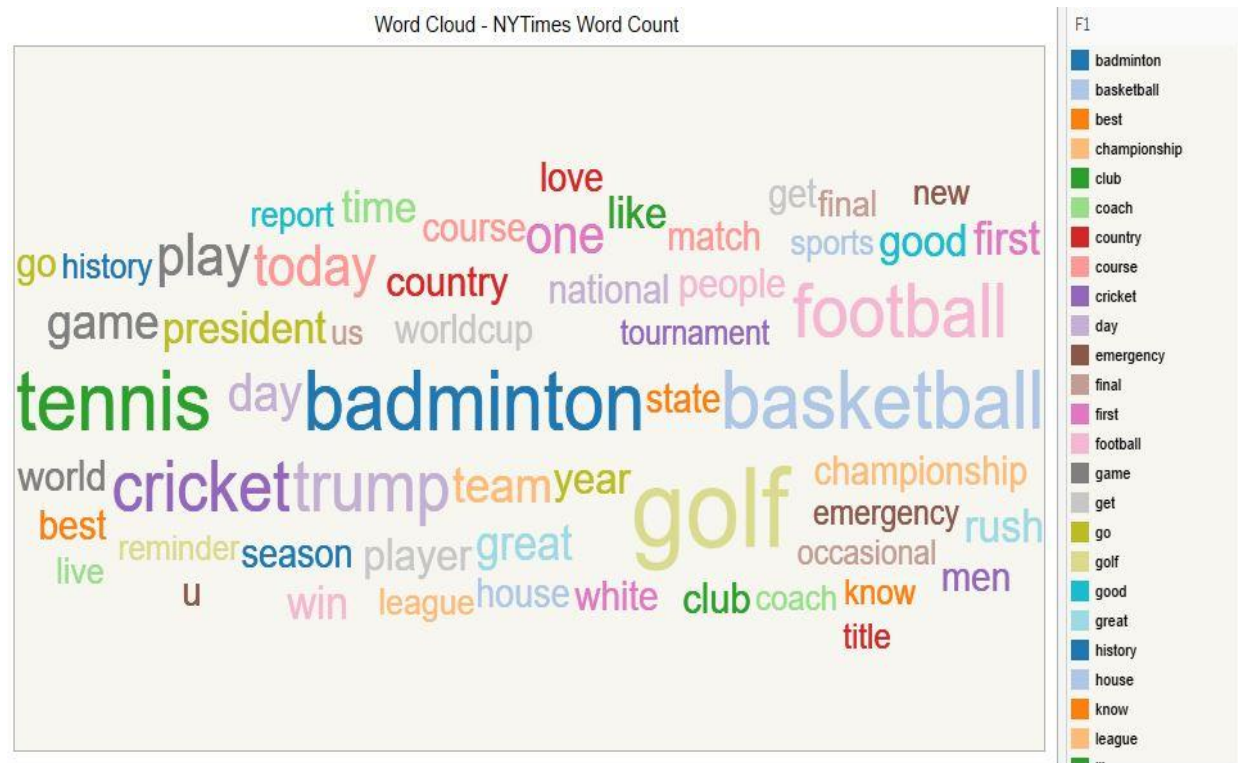 Word Cloud - NYTimes Word Count
love
get final new
report time course one like match sports good first
go history play today country national people football
game president us worldcup tournament
tennis day badminton state basketball
world cricket trump team year golf championship
best emergency rush
live reminder season player great occasional
u win league house white club coach know men
title
F1
badminton
basketball
best
championship
club
coach
country
course
cricket
day
emergency
final
first
football
game
get
go
golf
good
great
history
house
know
league